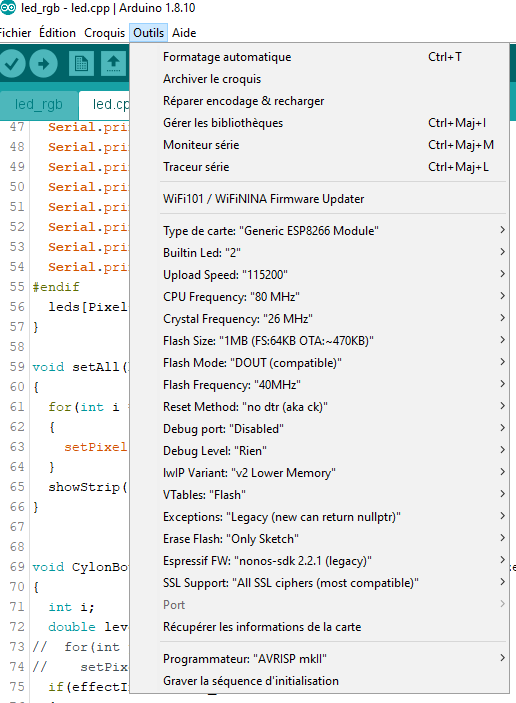 led_rgb - led.cpp | Arduino 1.8.10
Fichier Édition Croquis Outils Aide
Formatage automatique Ctrl+T
Archiver le croquis
Réparer encodage & recharger
led_rgb led.cp
Gérer les bibliothèques Ctrl+Maj+I
47 Serial.pri
Moniteur série Ctrl+Maj+M
48 Serial.pri
Traceur série Ctrl+Maj+L
49 Serial.pri
50 Serial.pri
WiFi101 / WiFiNINA Firmware Updater
51 Serial.pri
52 Serial.pri
Type de carte: "Generic ESP8266 Module"
53 Serial.pri
Builtin Led: "2"
54 Serial.pri
Upload Speed: "115200"
55 #endif
CPU Frequency: "80 MHz"
56 leds[Pixel
Crystal Frequency: "26 MHz"
57 }
Flash Size: "1MB (FS:64KB OTA:~470KB)"
58
Flash Mode: "DOUT (compatible)"
59 void setAll(
Flash Frequency: "40MHz"
60 {
Reset Method: "no dtr (aka ck)"
61 for(int i
Debug port: "Disabled"
62 {
Debug Level: "Rien"
63 setPixel
64 }
IwIP Variant: "v2 Lower Memory"
65 showStrip(
VTables: "Flash"
66 }
Exceptions: "Legacy (new can return nullptr)"
67
Erase Flash: "Only Sketch"
68
Espressif FW: "nonos-sdk 2.2.1 (legacy)"
69 void CylonBo
SSL Support: "All SSL ciphers (most compatible)"
70 {
Port
71 int i;
Récupérer les informations de la carte
72 double leve
73 // for(int
Programmateur: "AVRISP mkII"
74 // setPix
Graver la séquence d'initialisation
75 if(effectI